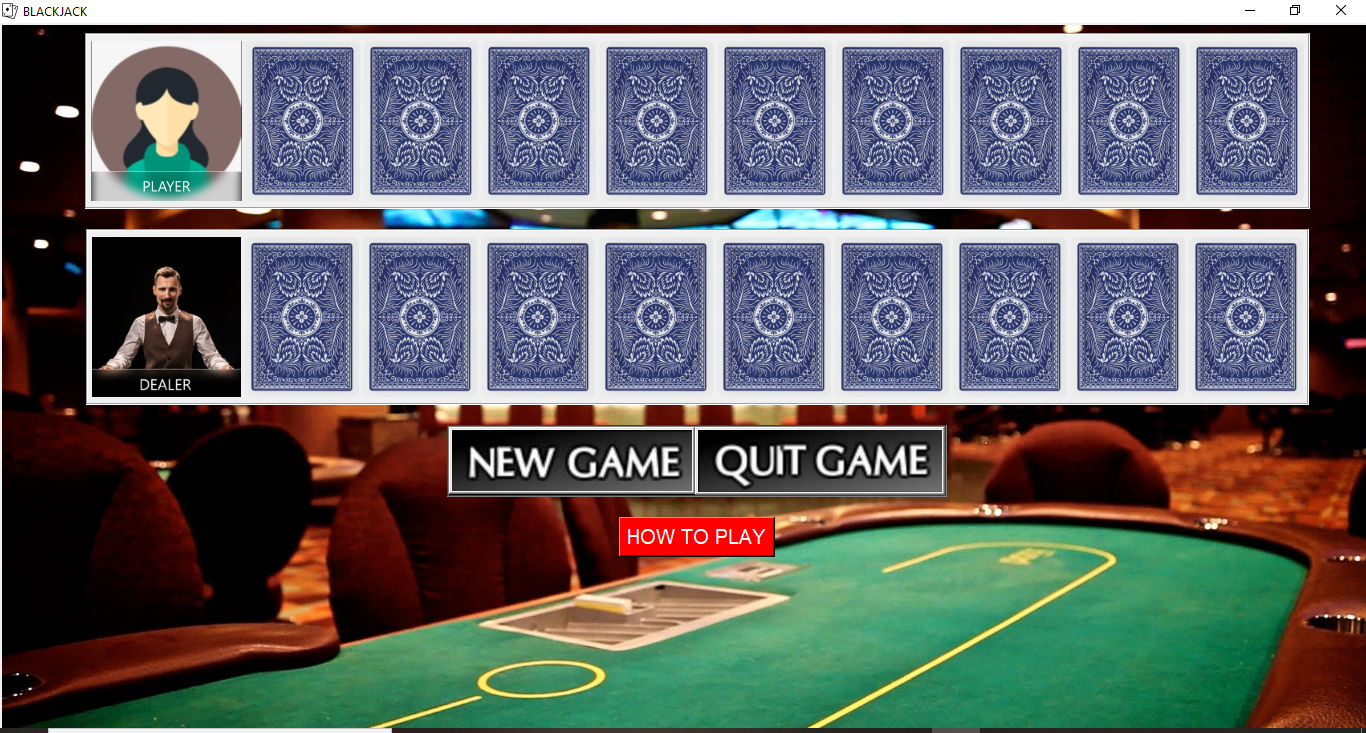 BLACKJACK
PLAYER
DEALER
NEW GAME
QUIT GAME
HOW TO PLAY